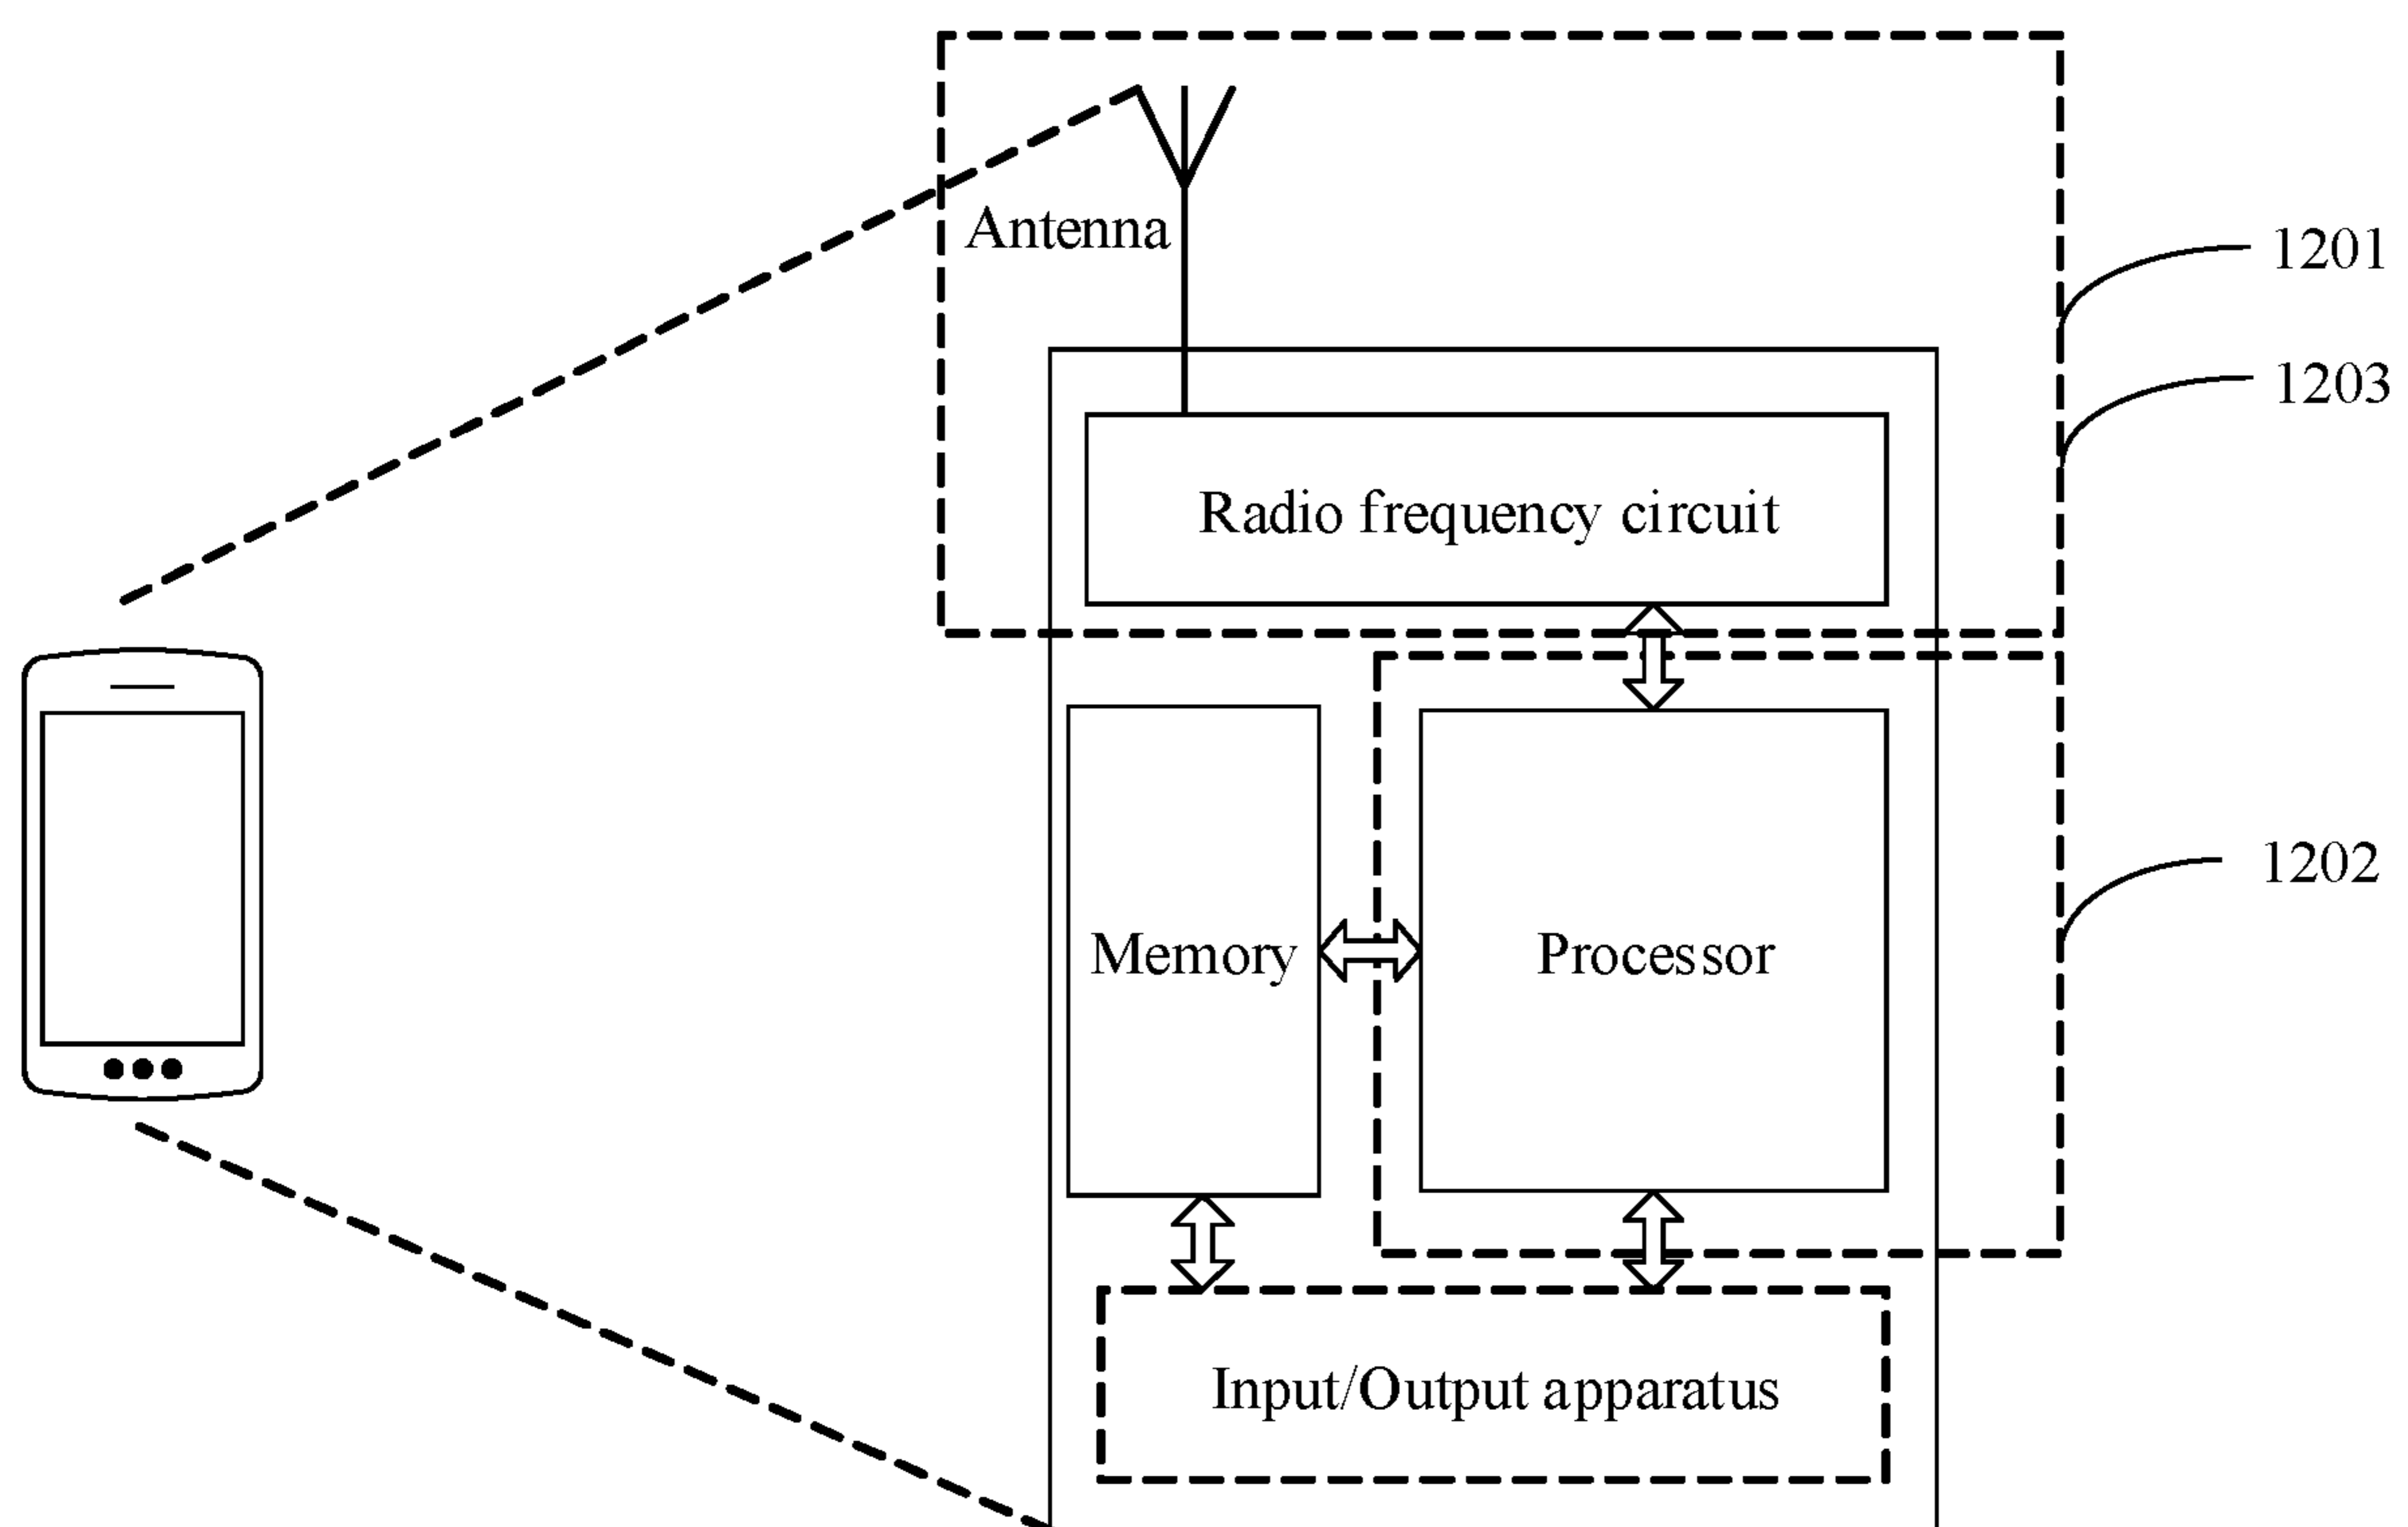 Antenna
1201
1203
Radio frequency circuit
1202
Memory
Processor
Input/Output apparatus